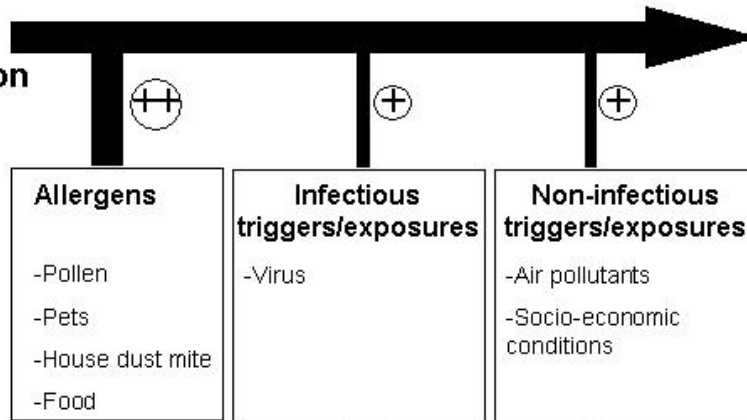 on
++
+
+
Allergens
-Pollen
-Pets
-House dust mite
-Food
Infectious
triggers/exposures
-Virus
Non-infectious
triggers/exposures
-Air pollutants
-Socio-economic
conditions